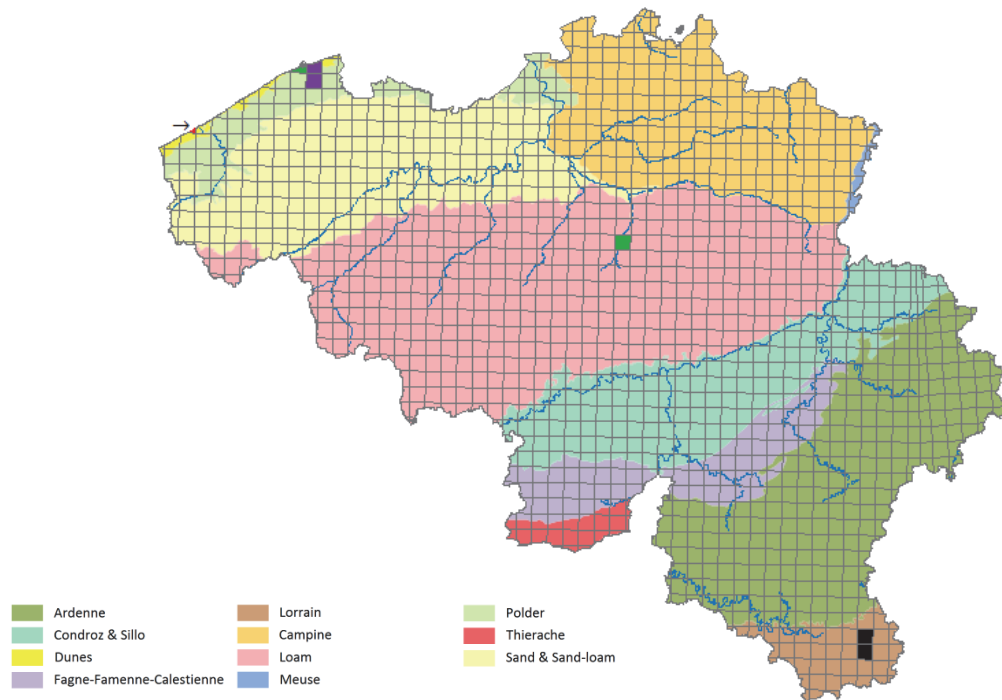 Ardenne
Condroz & Sillo
Dunes
Fagne-Famenne-Calestienne
Lorrain
Campine
Loam
Meuse
Polder
Thierache
Sand & Sand-loam